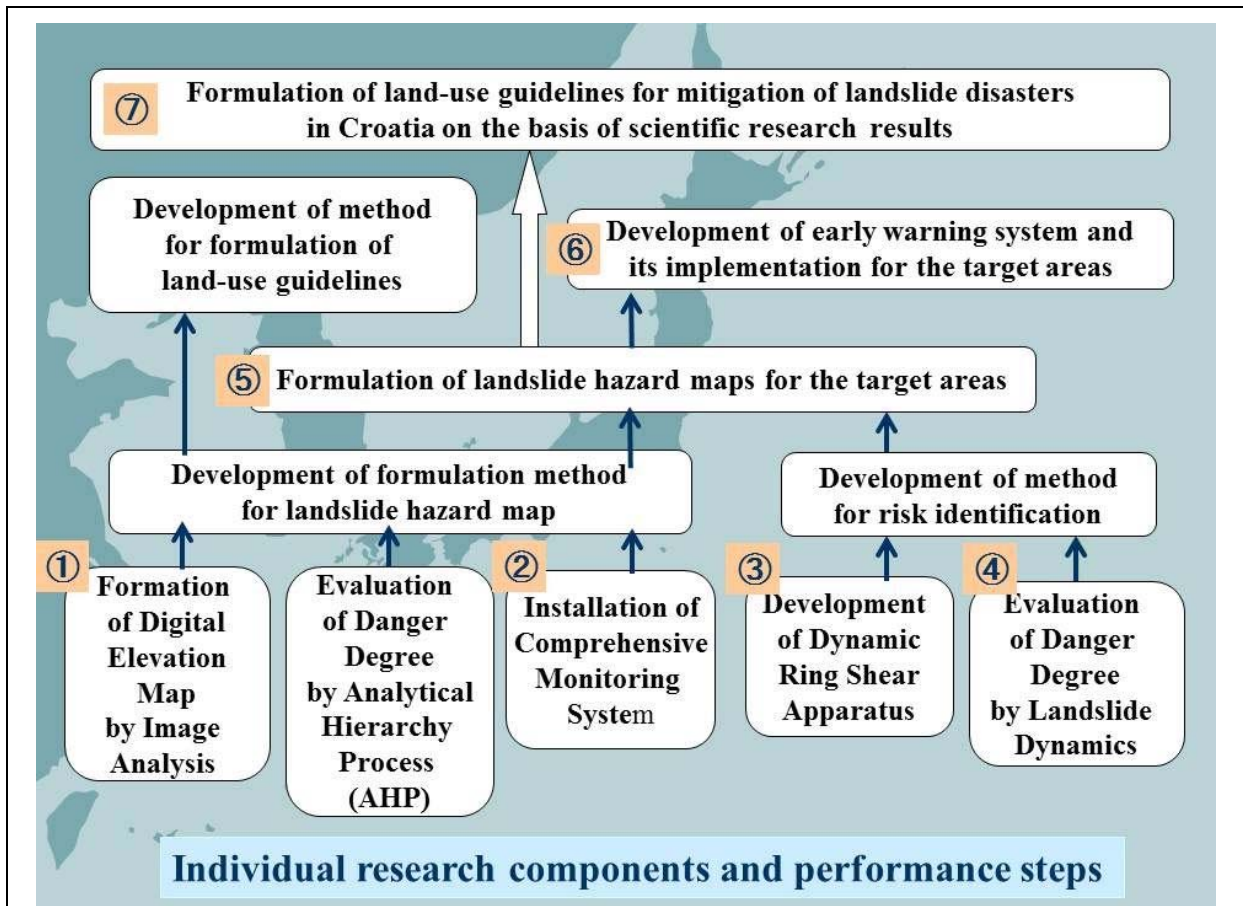 ⑦
Formulation of land-use guidelines for mitigation of landslide disasters
in Croatia on the basis of scientific research results
Development of method
for formulation of
land-use guidelines
⑥
Development of early warning system and
its implementation for the target areas
⑤
Formulation of landslide hazard maps for the target areas
Development of formulation method
for landslide hazard map
Development of method
for risk identification
①
Formation
of Digital
Elevation
Map
by Image
Analysis
Evaluation
of Danger
Degree
by Analytical
Hierarchy
Process
(AHP)
②
Installation of
Comprehensive
Monitoring
System
③
Development
of Dynamic
Ring Shear
Apparatus
④
Evaluation
of Danger
Degree
by Landslide
Dynamics
Individual research components and performance steps